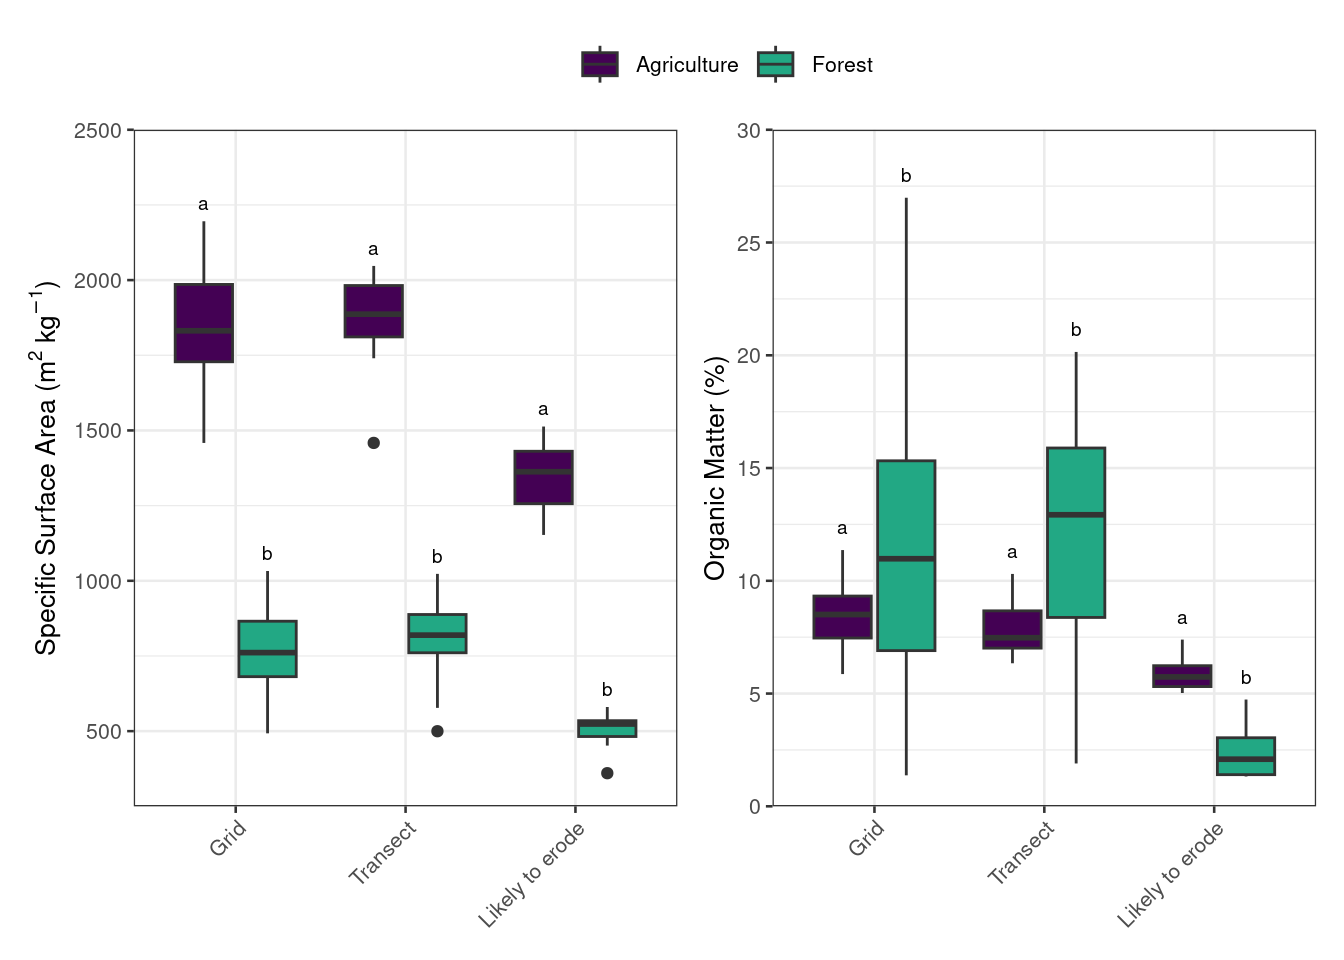 Agriculture Forest
Specific Surface Area (m² kg⁻¹)
2500
2000
1500
1000
500
a
a
a
b
b
b
Grid
Transect
Likely to erode
Organic Matter (%)
30
25
20
15
10
5
0
b
b
a
a
a
b
Grid
Transect
Likely to erode